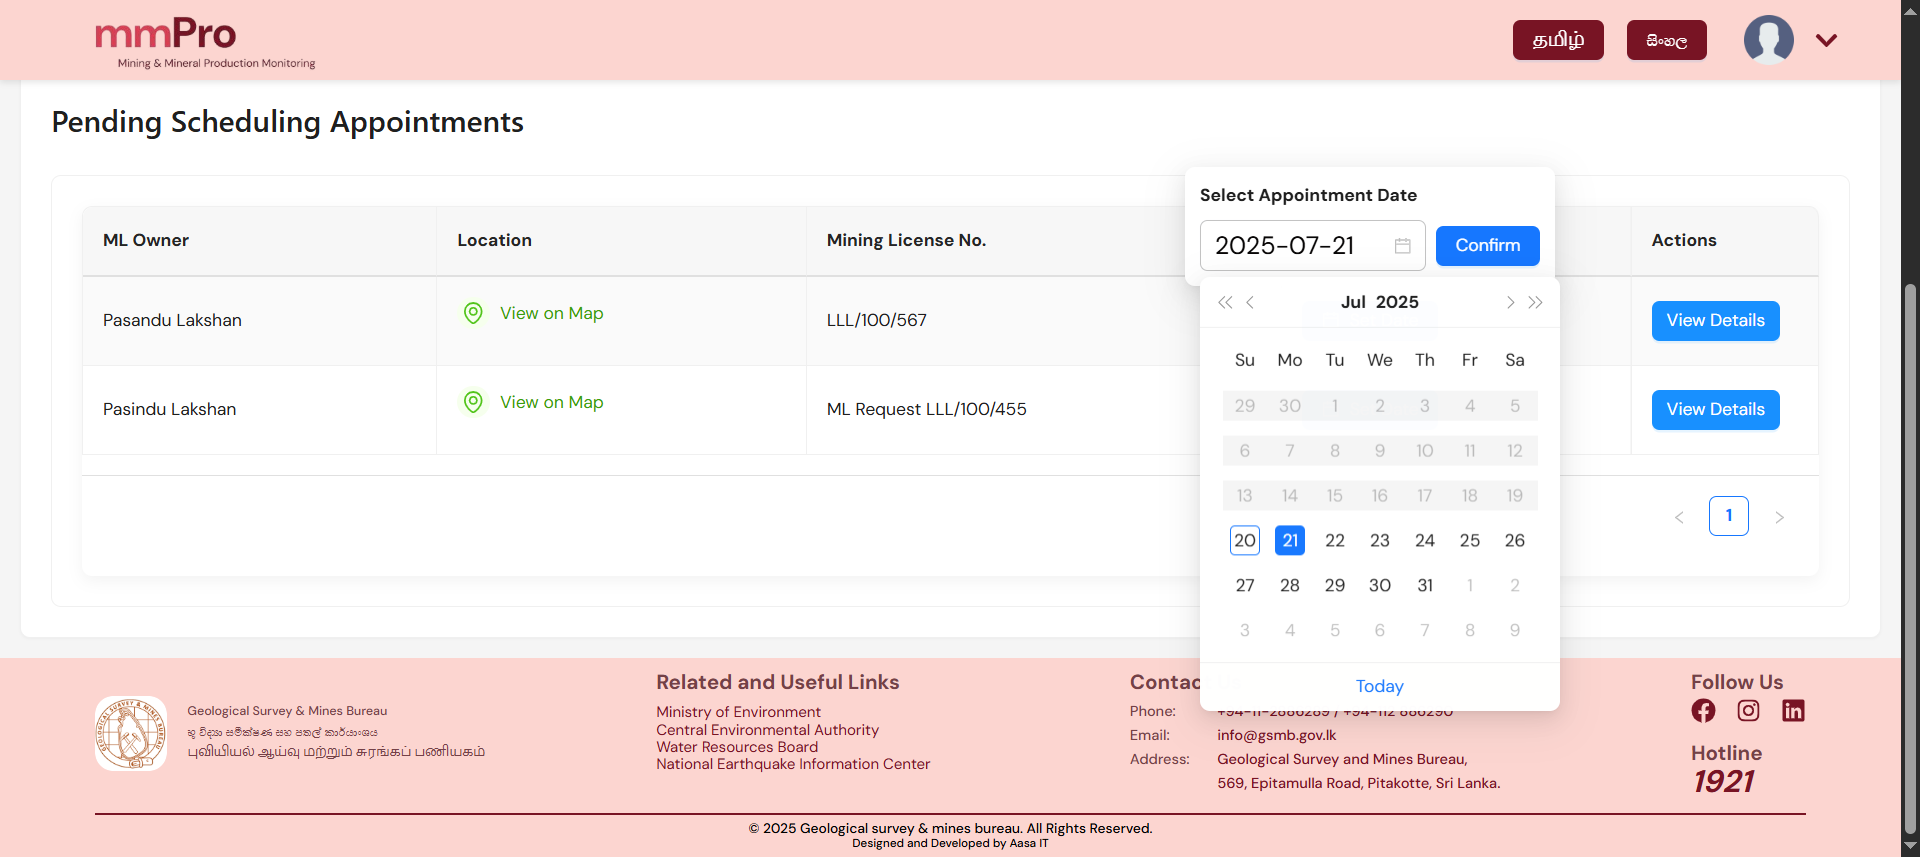 mmPro
Mining & Mineral Production Monitoring
தமிழ்
සිංහල
Pending Scheduling Appointments
Select Appointment Date
2025-07-21
Confirm
ML Owner
Location
Mining License No.
Actions
Pasandu Lakshan
View on Map
LLL/100/567
View Details
Pasindu Lakshan
View on Map
ML Request LLL/100/455
View Details
Jul 2025
Su Mo Tu We Th Fr Sa
29 30 1 2 3 4 5
6 7 8 9 10 11 12
13 14 15 16 17 18 19
20 21 22 23 24 25 26
27 28 29 30 31 1 2
3 4 5 6 7 8 9
Today
1
Geological Survey & Mines Bureau
භූ විද්‍යා සමීක්ෂණ සහ පතල් කාර්යාංශය
புவியியல் ஆய்வு மற்றும் சுரங்கப் பணியகம்
Related and Useful Links
Ministry of Environment
Central Environmental Authority
Water Resources Board
National Earthquake Information Center
Contac
Phone: +94-11-2886289 / +94-112 886290
Email: info@gsmb.gov.lk
Address: Geological Survey and Mines Bureau,
569, Epitamulla Road, Pitakotte, Sri Lanka.
Follow Us
Hotline
1921
© 2025 Geological survey & mines bureau. All Rights Reserved.
Designed and Developed by Aasa IT